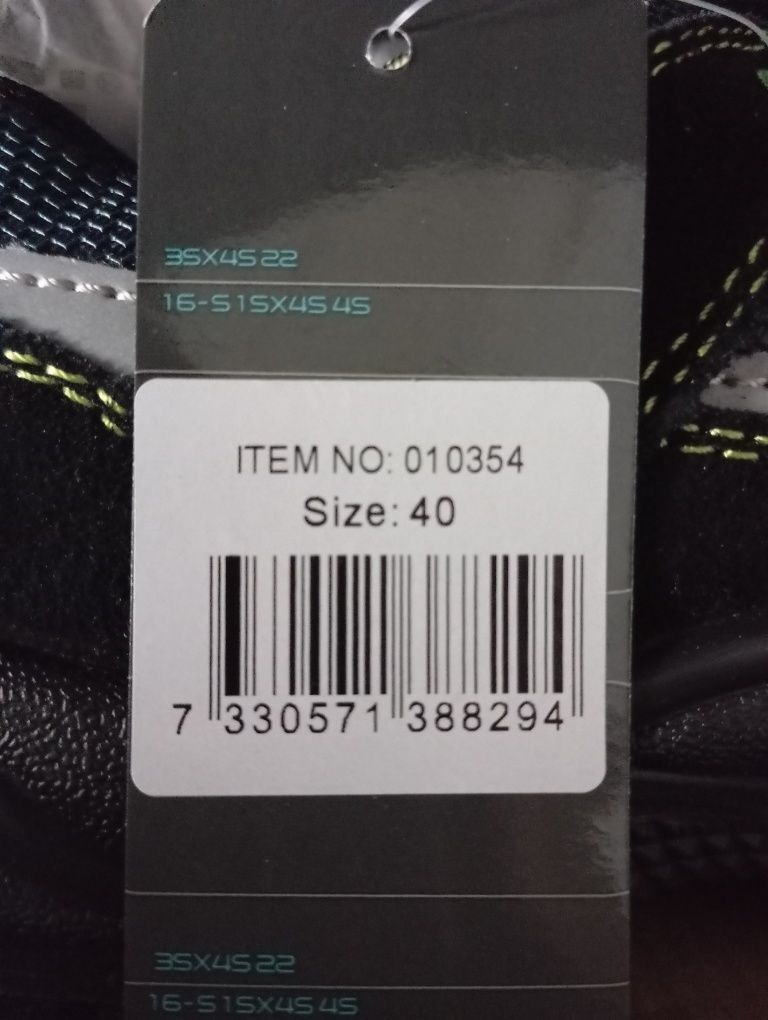 3SX4S 22
16-S1SX4S 4S
ITEM NO: 010354
Size: 40
7 330571 388294
3SX4S 22
16-S1SX4S 4S